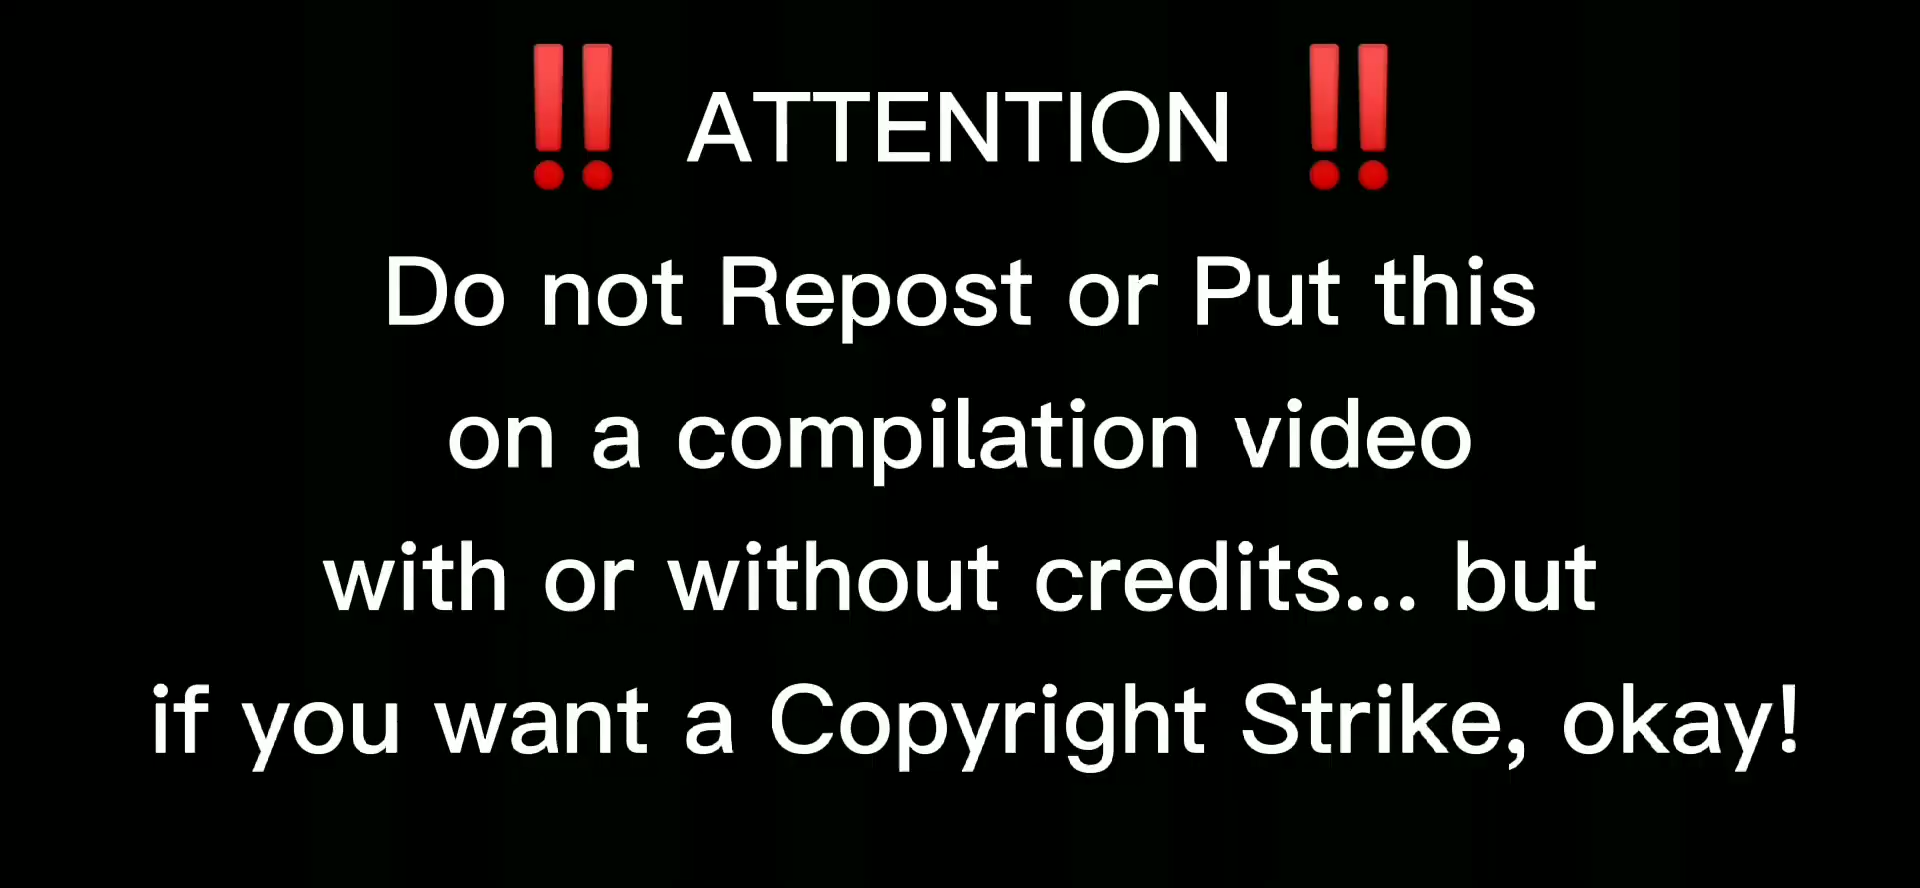 ‼ ATTENTION ‼
Do not Repost or Put this
on a compilation video
with or without credits... but
if you want a Copyright Strike, okay!